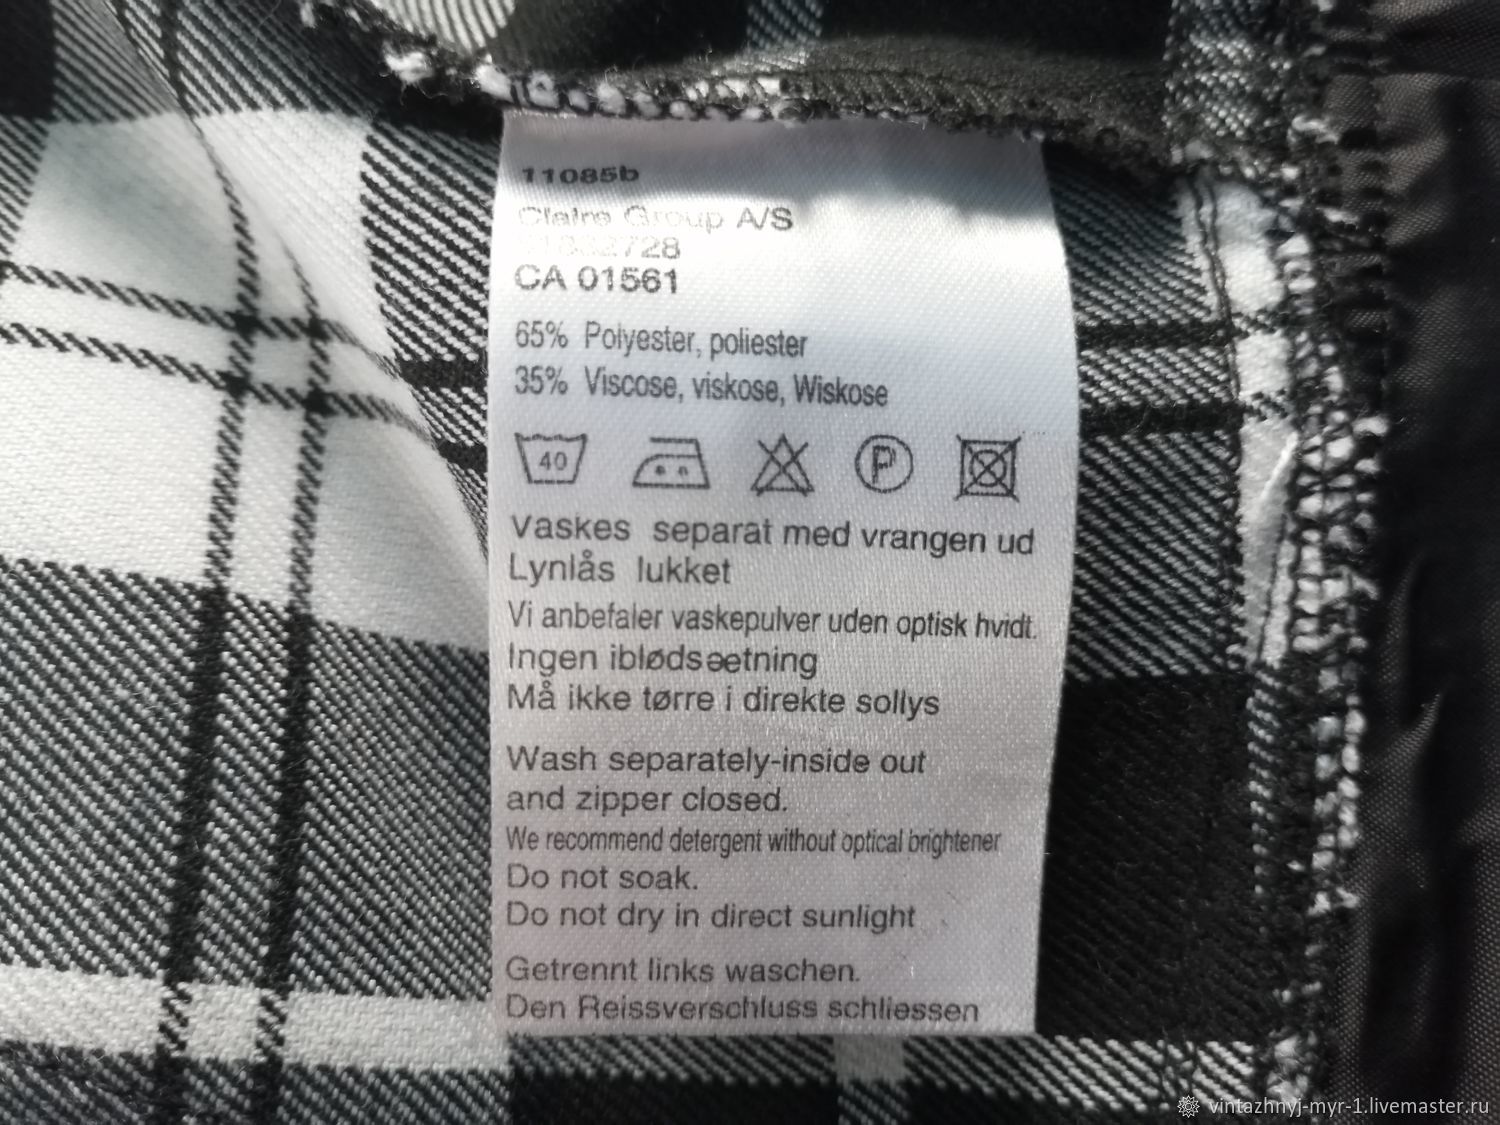 11085b
Claire Group A/S
2728
CA 01561
65% Polyester, poliester
35% Viscose, viskose, Wiskose
40 P
Vaskes separat med vrangen ud
Lynlås lukket
Vi anbefaler vaskepulver uden optisk hvidt.
Ingen iblødsætning
Må ikke tørre i direkte sollys
Wash separately-inside out
and zipper closed.
We recommend detergent without optical brightener
Do not soak.
Do not dry in direct sunlight
Getrennt links waschen.
Den Reissverschluss schliessen
vintazhnyj-myr-1.livemaster.ru